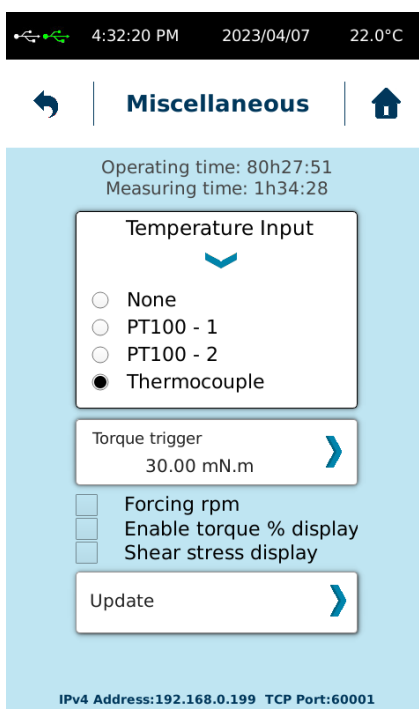 4:32:20 PM 2023/04/07 22.0°C
Miscellaneous
Operating time: 80h27:51
Measuring time: 1h34:28
Temperature Input
None
PT100 - 1
PT100 - 2
Thermocouple
Torque trigger
30.00 mN.m
Forcing rpm
Enable torque % display
Shear stress display
Update
IPv4 Address:192.168.0.199 TCP Port:60001